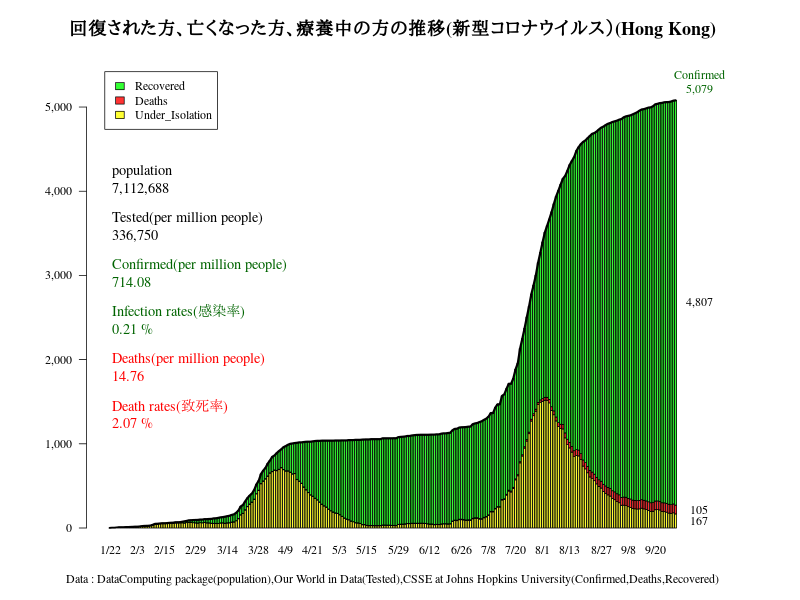 回復された方、亡くなった方、療養中の方の推移(新型コロナウイルス)(Hong Kong)
Confirmed
5,079
Recovered
Deaths
Under_Isolation
5,000
4,000
3,000
2,000
1,000
0
population
7,112,688
Tested(per million people)
336,750
Confirmed(per million people)
714.08
Infection rates(感染率)
0.21 %
Deaths(per million people)
14.76
Death rates(致死率)
2.07 %
4,807
105
167
1/22 2/3 2/15 2/29 3/14 3/28 4/9 4/21 5/3 5/15 5/29 6/12 6/26 7/8 7/20 8/1 8/13 8/27 9/8 9/20
Data : DataComputing package(population),Our World in Data(Tested),CSSE at Johns Hopkins University(Confirmed,Deaths,Recovered)